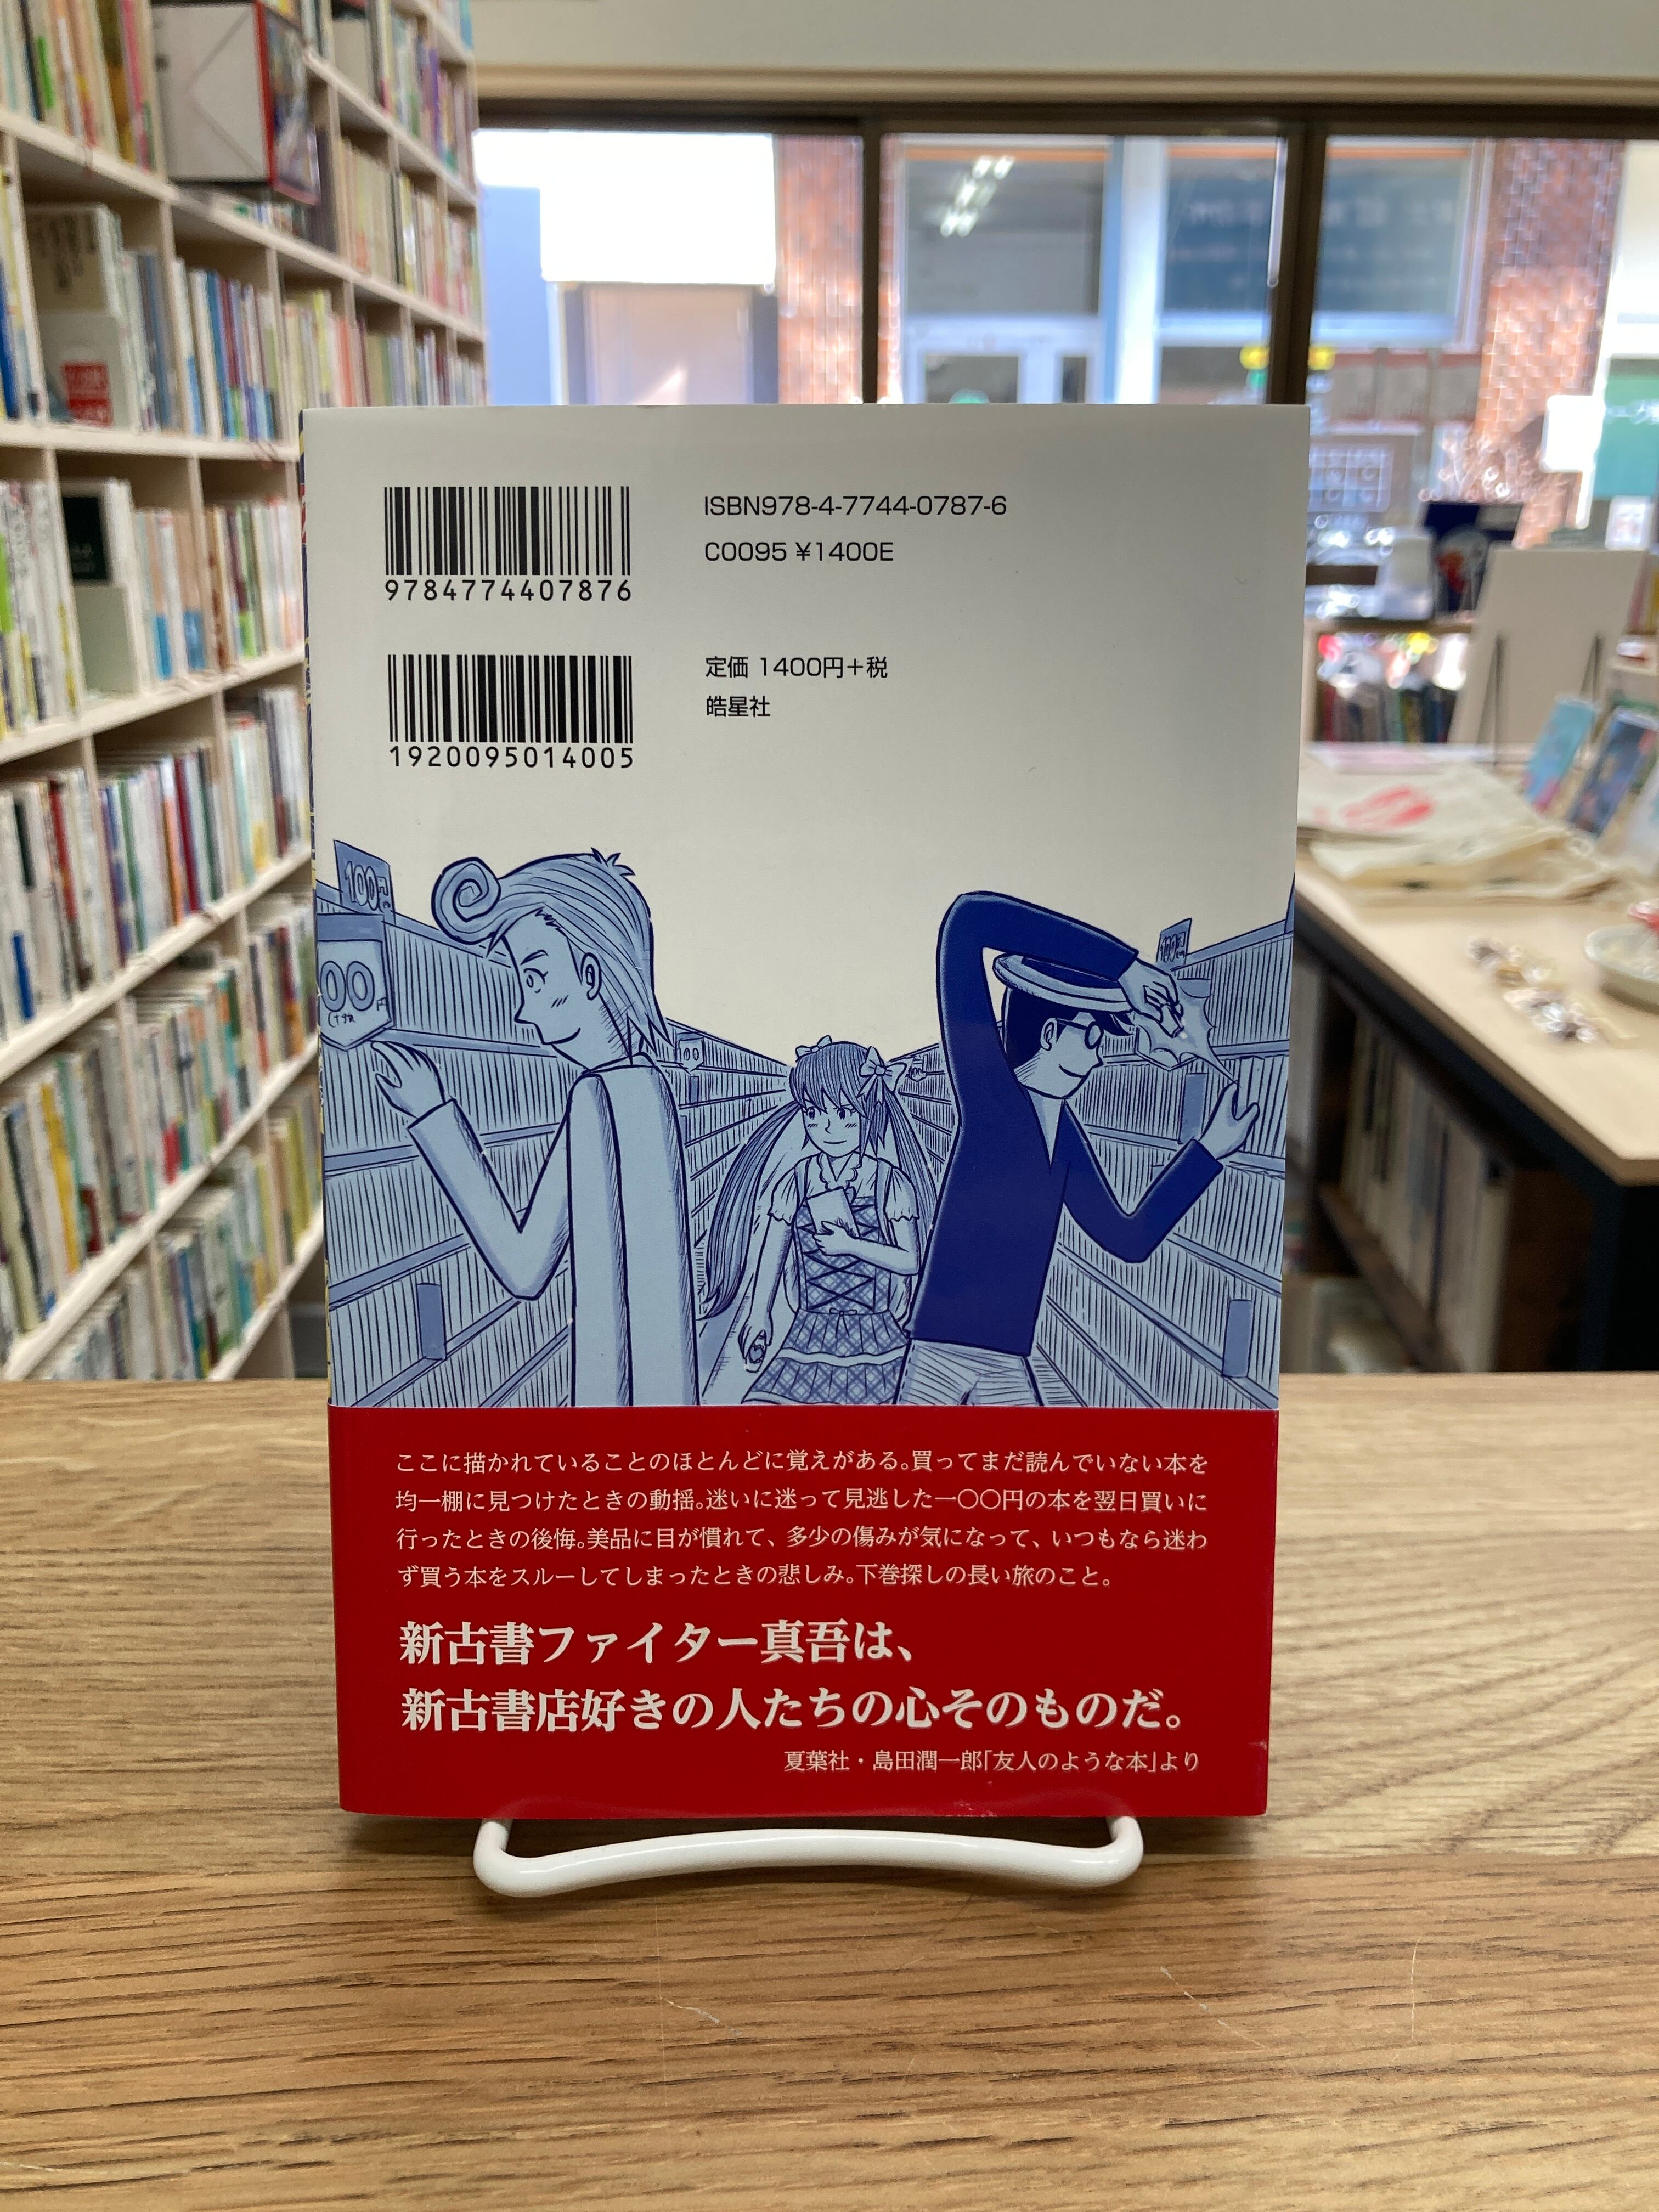 9784774407876
ISBN978-4-7744-0787-6
C0095 ¥1400E
1920095014005
定価 1400円+税
皓星社
100円
100円
ここに描かれていることのほとんどに覚えがある。買ってまだ読んでいない本を
均一棚に見つけたときの動揺。迷いに迷って見逃した一〇〇円の本を翌日買いに
行ったときの後悔。美品に目が慣れて、多少の傷みが気になって、いつもなら迷わ
ず買う本をスルーしてしまったときの悲しみ。下巻探しの長い旅のこと。
新古書ファイター真吾は、
新古書店好きの人たちの心そのものだ。
夏葉社・島田潤一郎「友人のような本」より